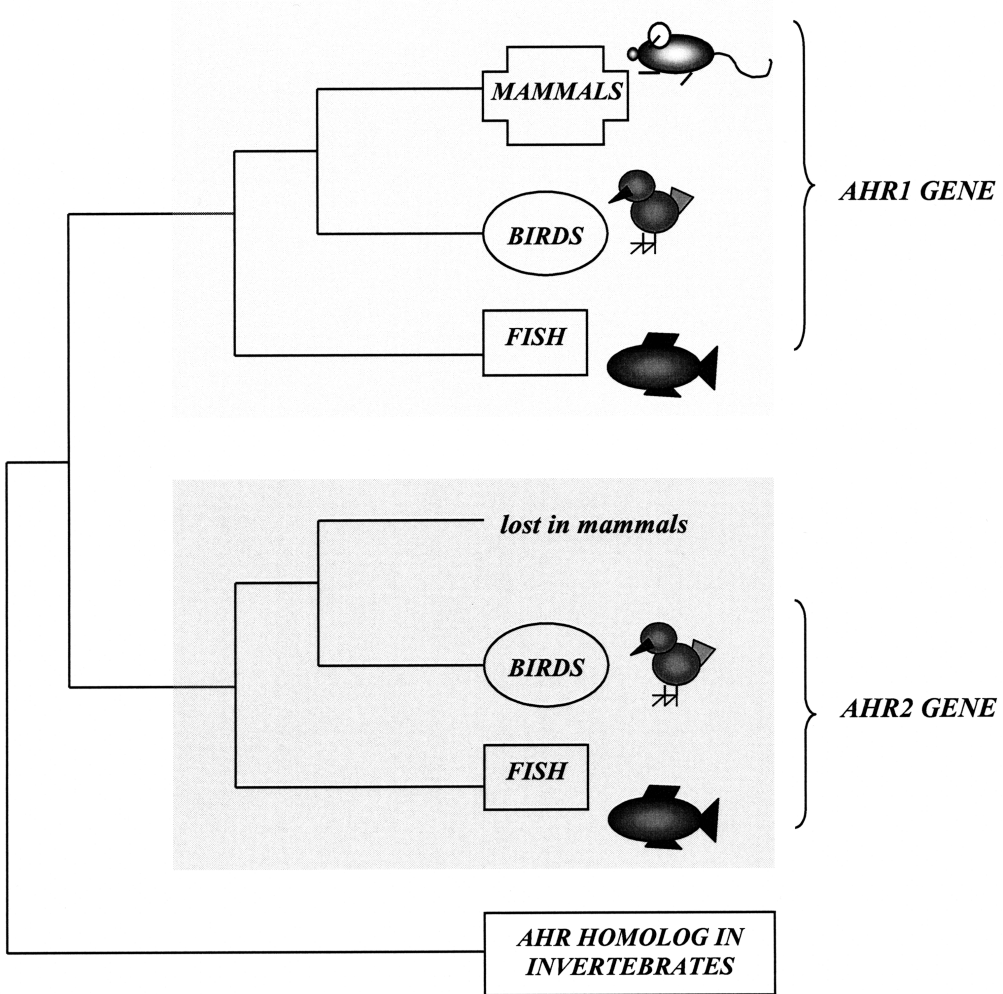 MAMMALS
BIRDS
FISH
AHR1 GENE
lost in mammals
BIRDS
FISH
AHR2 GENE
AHR HOMOLOG IN
INVERTEBRATES